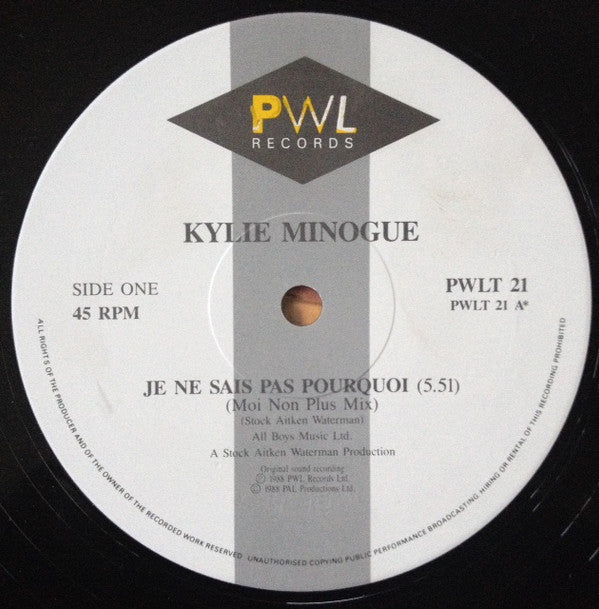 PWL
RECORDS
KYLIE MINOGUE
SIDE ONE
45 RPM
PWLT 21
PWLT 21 A*
JE NE SAIS PAS POURQUOI (5.51)
(Moi Non Plus Mix)
(Stock Aitken Waterman)
All Boys Music Ltd.
A Stock Aitken Waterman Production
Original sound recording
Ⓟ 1988 PWL Records Ltd.
© 1988 PAL Productions Ltd.
ALL RIGHTS OF THE PRODUCER AND OF THE OWNER OF THE RECORDED WORK RESERVED. UNAUTHORISED COPYING PUBLIC PERFORMANCE BROADCASTING, HIRING OR RENTAL OF THIS RECORDING PROHIBITED